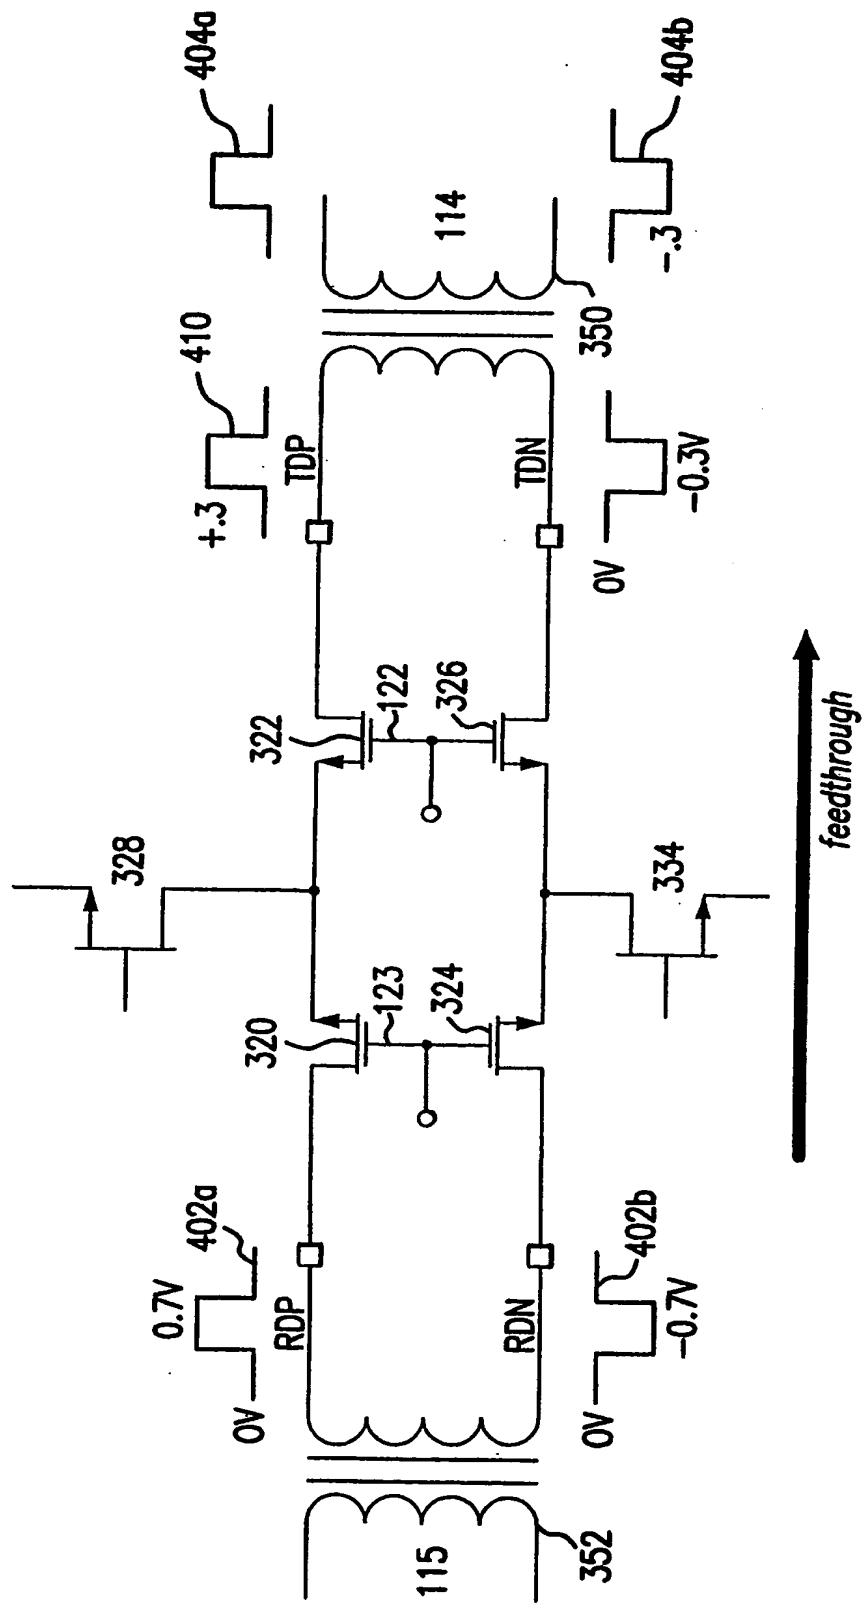 404a
404b
410
+.3
-.3
114
350
TDP
TDN
0V
-0.3V
322
122
326
328
334
320
123
324
feedthrough
0.7V
402a
0V
RDP
RDN
402b
0V
-0.7V
115
352